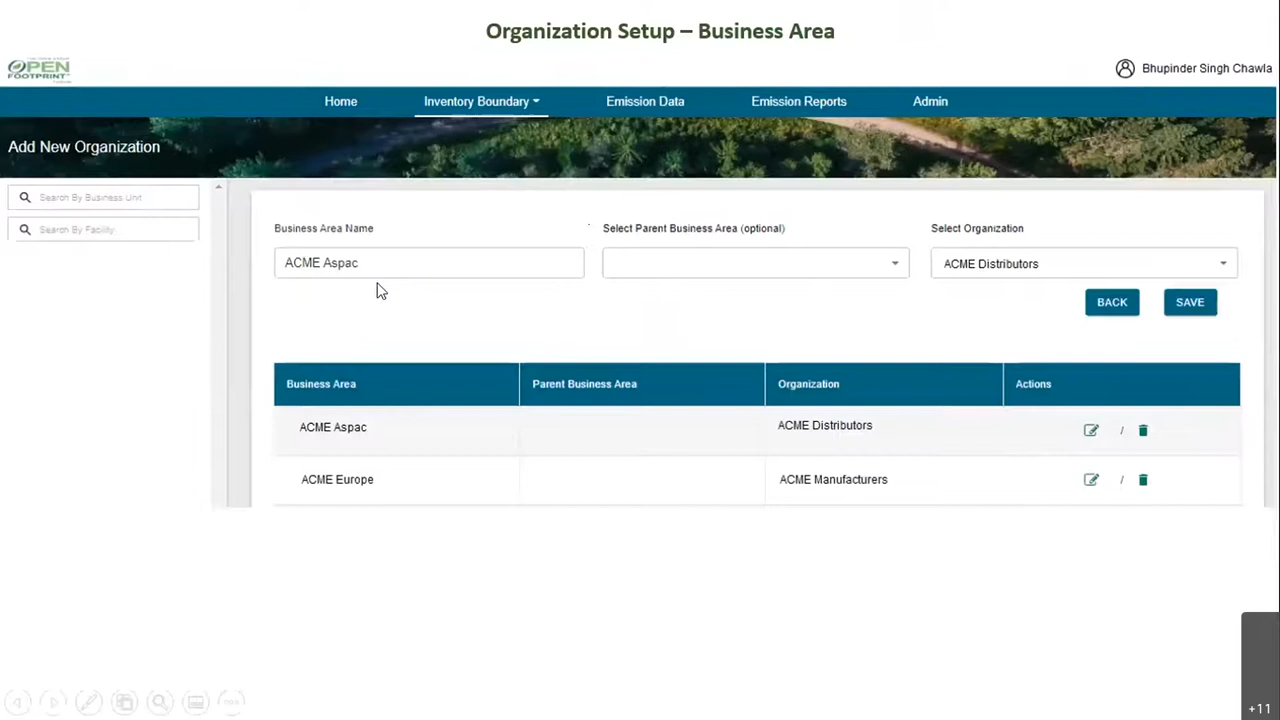 Organization Setup – Business Area
OPEN
FOOTPRINT
Bhupinder Singh Chawla
Home Inventory Boundary Emission Data Emission Reports Admin
Add New Organization
Search By Business Unit
Search By Facility
Business Area Name Select Parent Business Area (optional) Select Organization
ACME Aspac ACME Distributors
BACK SAVE
Business Area Parent Business Area Organization Actions
ACME Aspac ACME Distributors /
ACME Europe ACME Manufacturers /
+11